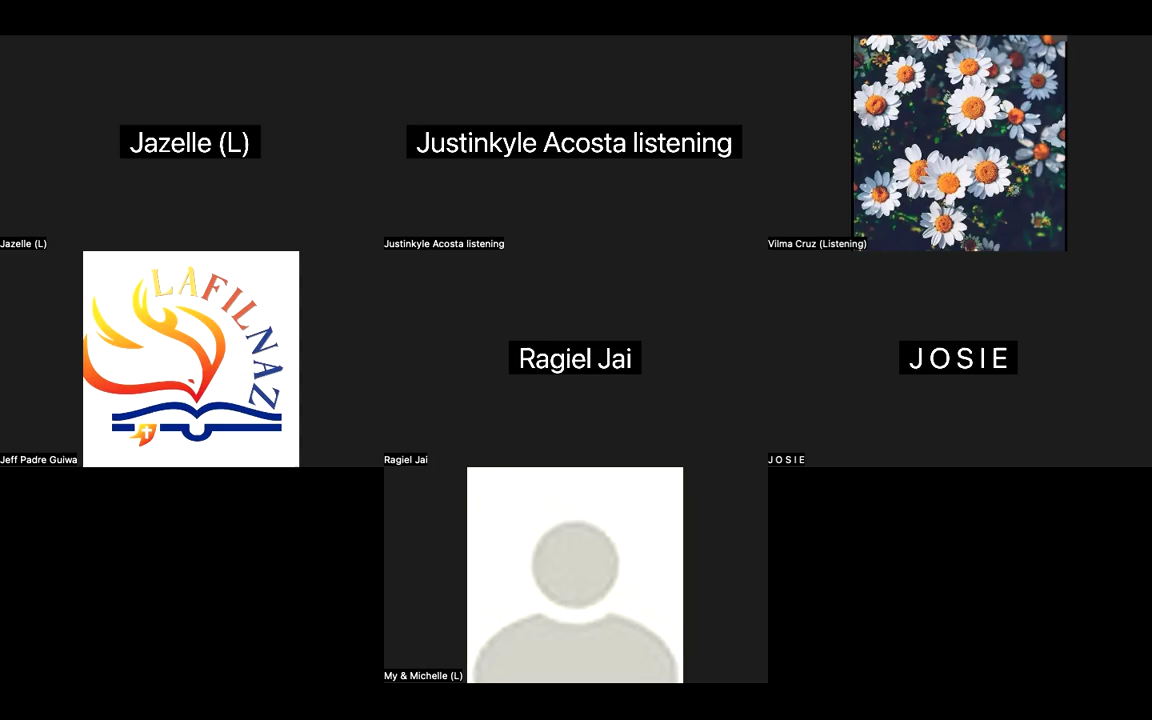 Jazelle (L)
Justinkyle Acosta listening
Jazelle (L)
Justinkyle Acosta listening
Vilma Cruz (Listening)
LAFILNAZ
Ragiel Jai
J O S I E
Jeff Padre Guiwa
Ragiel Jai
J O S I E
My & Michelle (L)